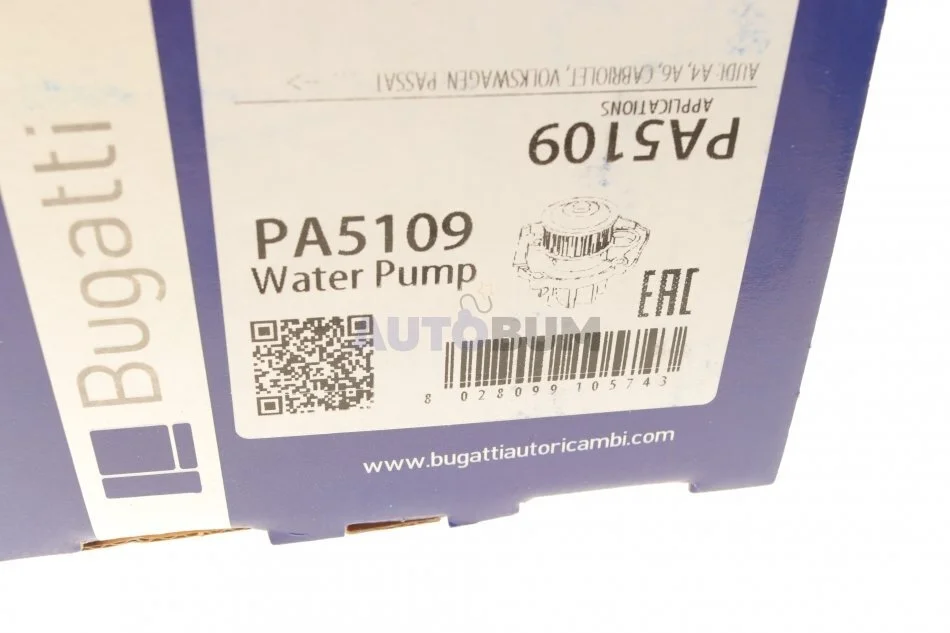 AUDI: A4, A6, CABRIOLET, VOLKSWAGEN: PASSAT
APPLICATIONS
PA5109
Bugatti
PA5109
Water Pump
EAC
AUTOBUM
8 028099 105743
www.bugattiautoricambi.com